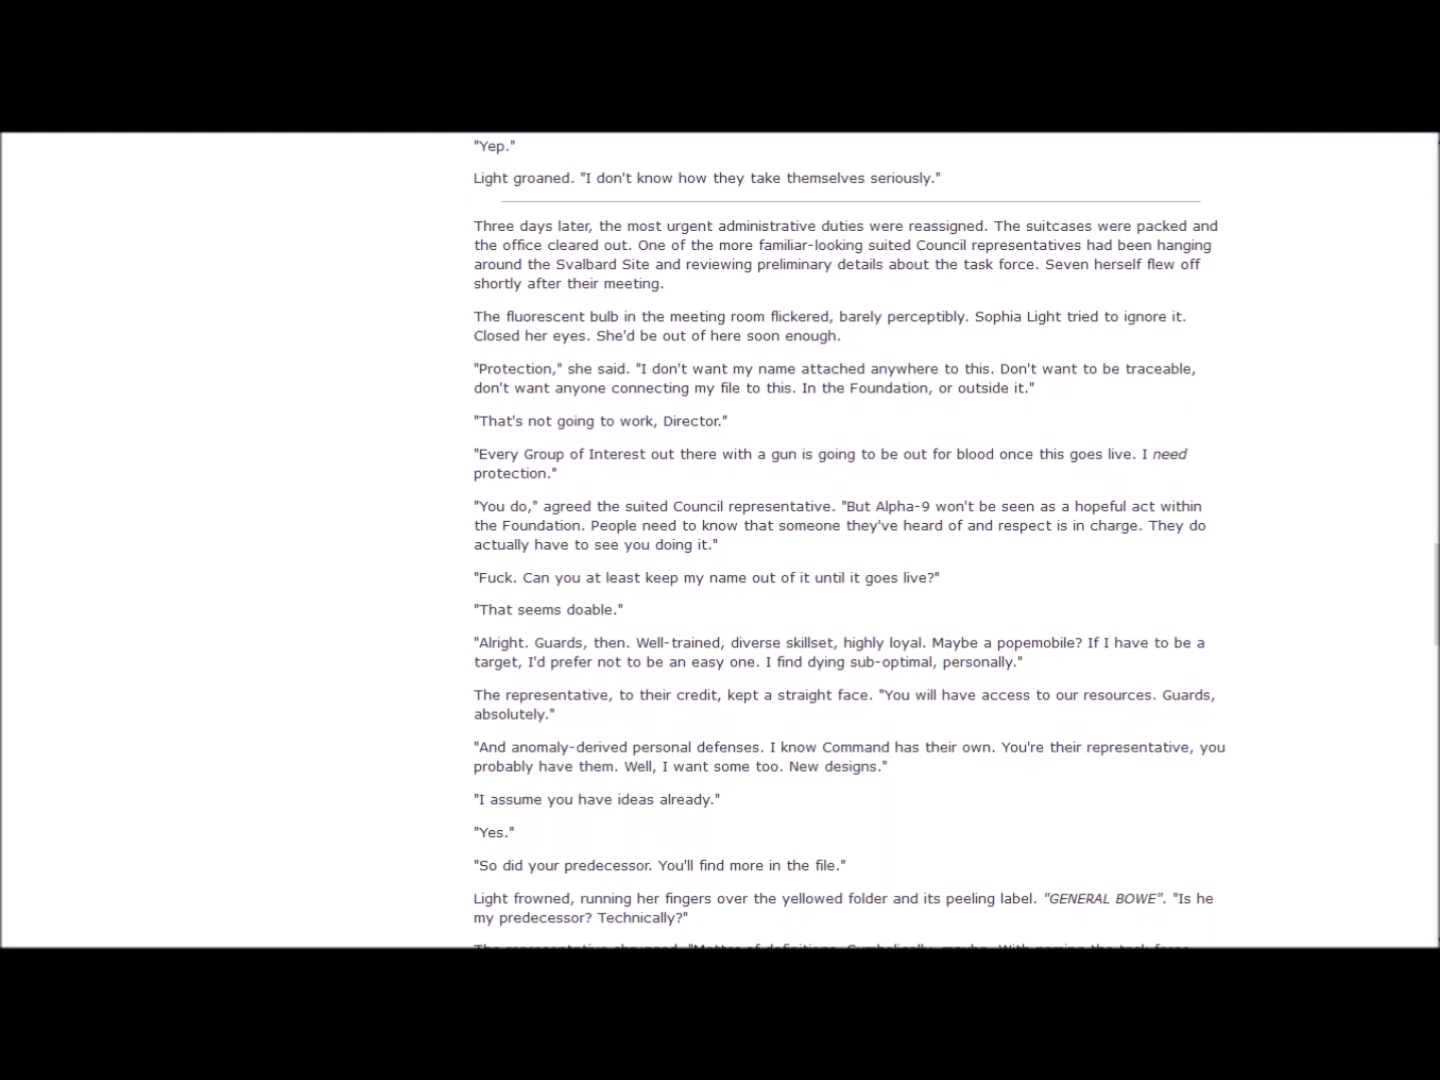 "Yep."
Light groaned. "I don't know how they take themselves seriously."
Three days later, the most urgent administrative duties were reassigned. The suitcases were packed and
the office cleared out. One of the more familiar-looking suited Council representatives had been hanging
around the Svalbard Site and reviewing preliminary details about the task force. Seven herself flew off
shortly after their meeting.
The fluorescent bulb in the meeting room flickered, barely perceptibly. Sophia Light tried to ignore it.
Closed her eyes. She'd be out of here soon enough.
"Protection," she said. "I don't want my name attached anywhere to this. Don't want to be traceable,
don't want anyone connecting my file to this. In the Foundation, or outside it."
"That's not going to work, Director."
"Every Group of Interest out there with a gun is going to be out for blood once this goes live. I need
protection."
"You do," agreed the suited Council representative. "But Alpha-9 won't be seen as a hopeful act within
the Foundation. People need to know that someone they've heard of and respect is in charge. They do
actually have to see you doing it."
"Fuck. Can you at least keep my name out of it until it goes live?"
"That seems doable."
"Alright. Guards, then. Well-trained, diverse skillset, highly loyal. Maybe a popemobile? If I have to be a
target, I'd prefer not to be an easy one. I find dying sub-optimal, personally."
The representative, to their credit, kept a straight face. "You will have access to our resources. Guards,
absolutely."
"And anomaly-derived personal defenses. I know Command has their own. You're their representative, you
probably have them. Well, I want some too. New designs."
"I assume you have ideas already."
"Yes."
"So did your predecessor. You'll find more in the file."
Light frowned, running her fingers over the yellowed folder and its peeling label. "GENERAL BOWE". "Is he
my predecessor? Technically?"